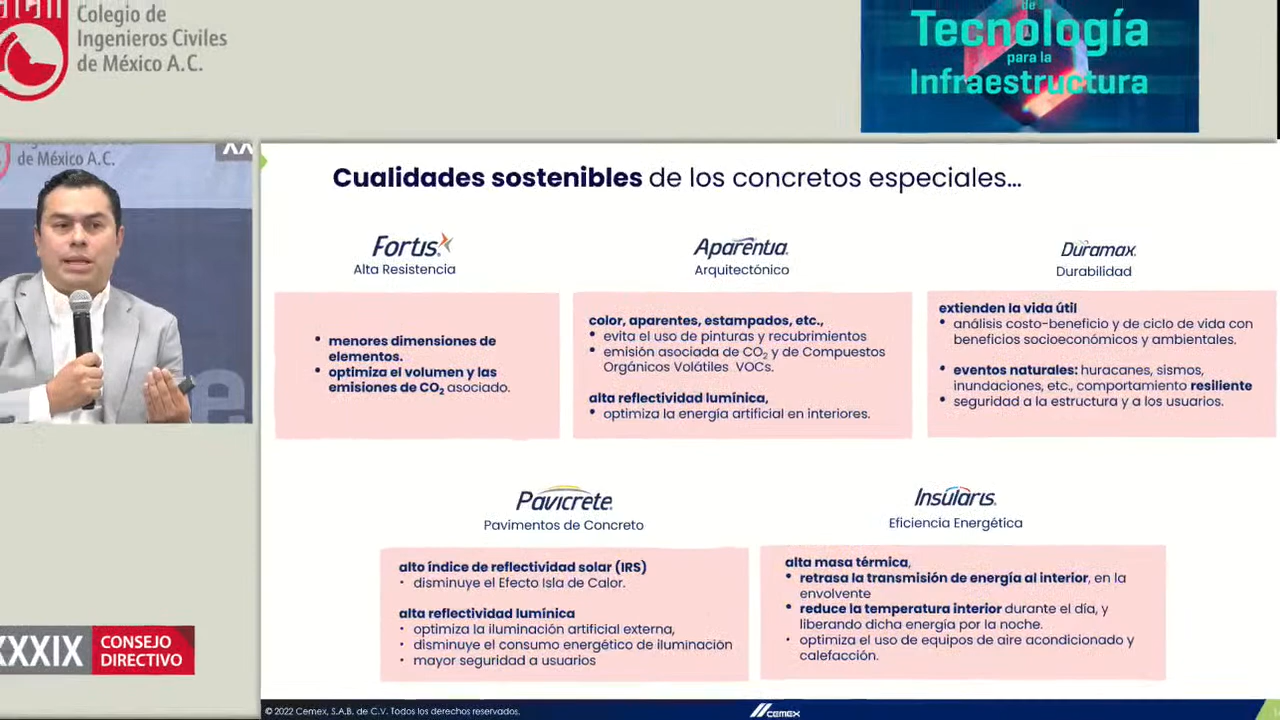 Colegio de
Ingenieros Civiles
de México A.C.
de
Tecnología
para la
Infraestructura
de México A.C.
Cualidades sostenibles de los concretos especiales...
Fortis
Alta Resistencia
menores dimensiones de
elementos.
optimiza el volumen y las
emisiones de CO₂ asociado.
Aparentia
Arquitectónico
color, aparentes, estampados, etc.,
evita el uso de pinturas y recubrimientos
emisión asociada de CO₂ y de Compuestos
Orgánicos Volátiles VOCs.
alta reflectividad lumínica,
optimiza la energía artificial en interiores.
Duramax
Durabilidad
extienden la vida útil
análisis costo-beneficio y de ciclo de vida con
beneficios socioeconómicos y ambientales.
eventos naturales: huracanes, sismos,
inundaciones, etc., comportamiento resiliente
seguridad a la estructura y a los usuarios.
Pavicrete
Pavimentos de Concreto
alto índice de reflectividad solar (IRS)
disminuye el Efecto Isla de Calor.
alta reflectividad lumínica
optimiza la iluminación artificial externa,
disminuye el consumo energético de iluminación
mayor seguridad a usuarios
Insularis
Eficiencia Energética
alta masa térmica,
retrasa la transmisión de energía al interior, en la
envolvente
reduce la temperatura interior durante el día, y
liberando dicha energía por la noche.
optimiza el uso de equipos de aire acondicionado y
calefacción.
XXXIX CONSEJO
DIRECTIVO
© 2022 Cemex, S.A.B. de C.V. Todos los derechos reservados.
CEMEX